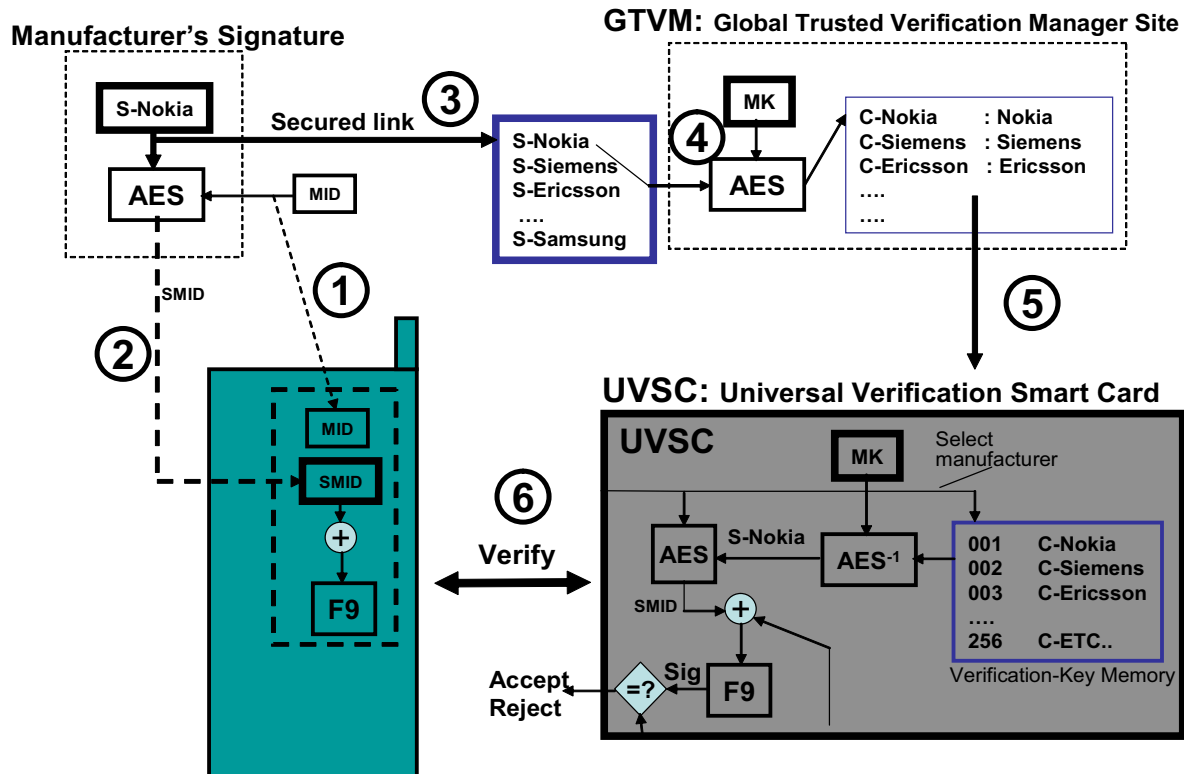 GTVM: Global Trusted Verification Manager Site
Manufacturer's Signature
S-Nokia
Secured link
3
AES
MID
S-Nokia
S-Siemens
S-Ericsson
....
S-Samsung
4
MK
AES
C-Nokia : Nokia
C-Siemens : Siemens
C-Ericsson : Ericsson
....
....
SMID
1
2
5
MID
SMID
+
F9
6
Verify
UVSC: Universal Verification Smart Card
UVSC
Select
manufacturer
MK
AES
S-Nokia
AES-1
001 C-Nokia
002 C-Siemens
003 C-Ericsson
....
256 C-ETC..
Verification-Key Memory
SMID
+
F9
Sig
=?
Accept
Reject